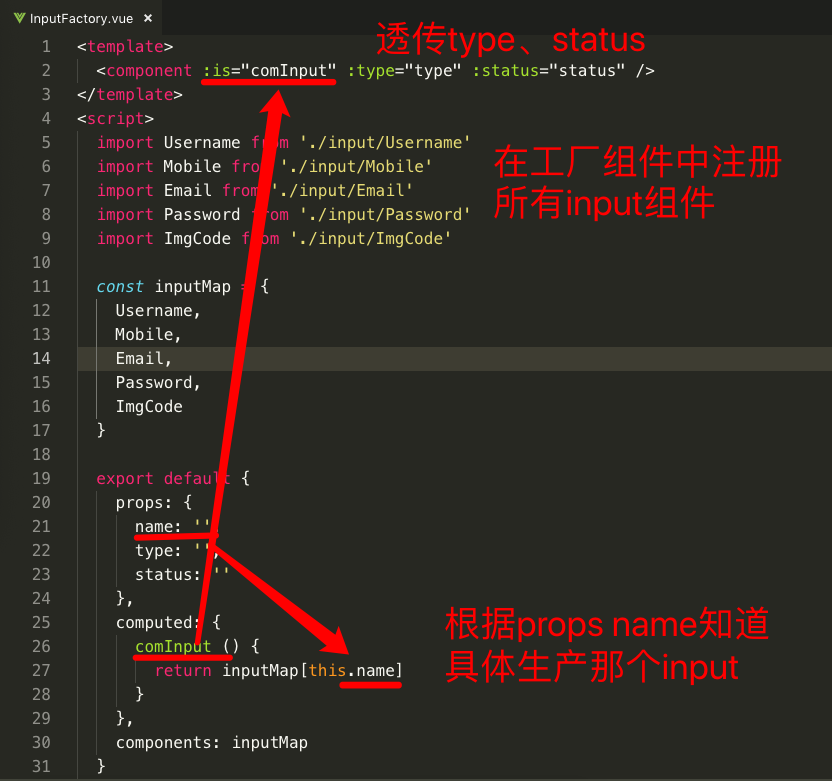 InputFactory.vue ×
透传type、status
1 <template>
2 <component :is="comInput" :type="type" :status="status" />
3 </template>
4 <script>
5 import Username from './input/Username'
6 import Mobile from './input/Mobile'
7 import Email from './input/Email'
8 import Password from './input/Password'
9 import ImgCode from './input/ImgCode'
在工厂组件中注册
所有input组件
10
11 const inputMap = {
12 Username,
13 Mobile,
14 Email,
15 Password,
16 ImgCode
17 }
18
19 export default {
20 props: {
21 name: '',
22 type: '',
23 status: ''
24 },
25 computed: {
26 comInput () {
27 return inputMap[this.name]
根据props name知道
具体生产那个input
28 }
29 },
30 components: inputMap
31 }